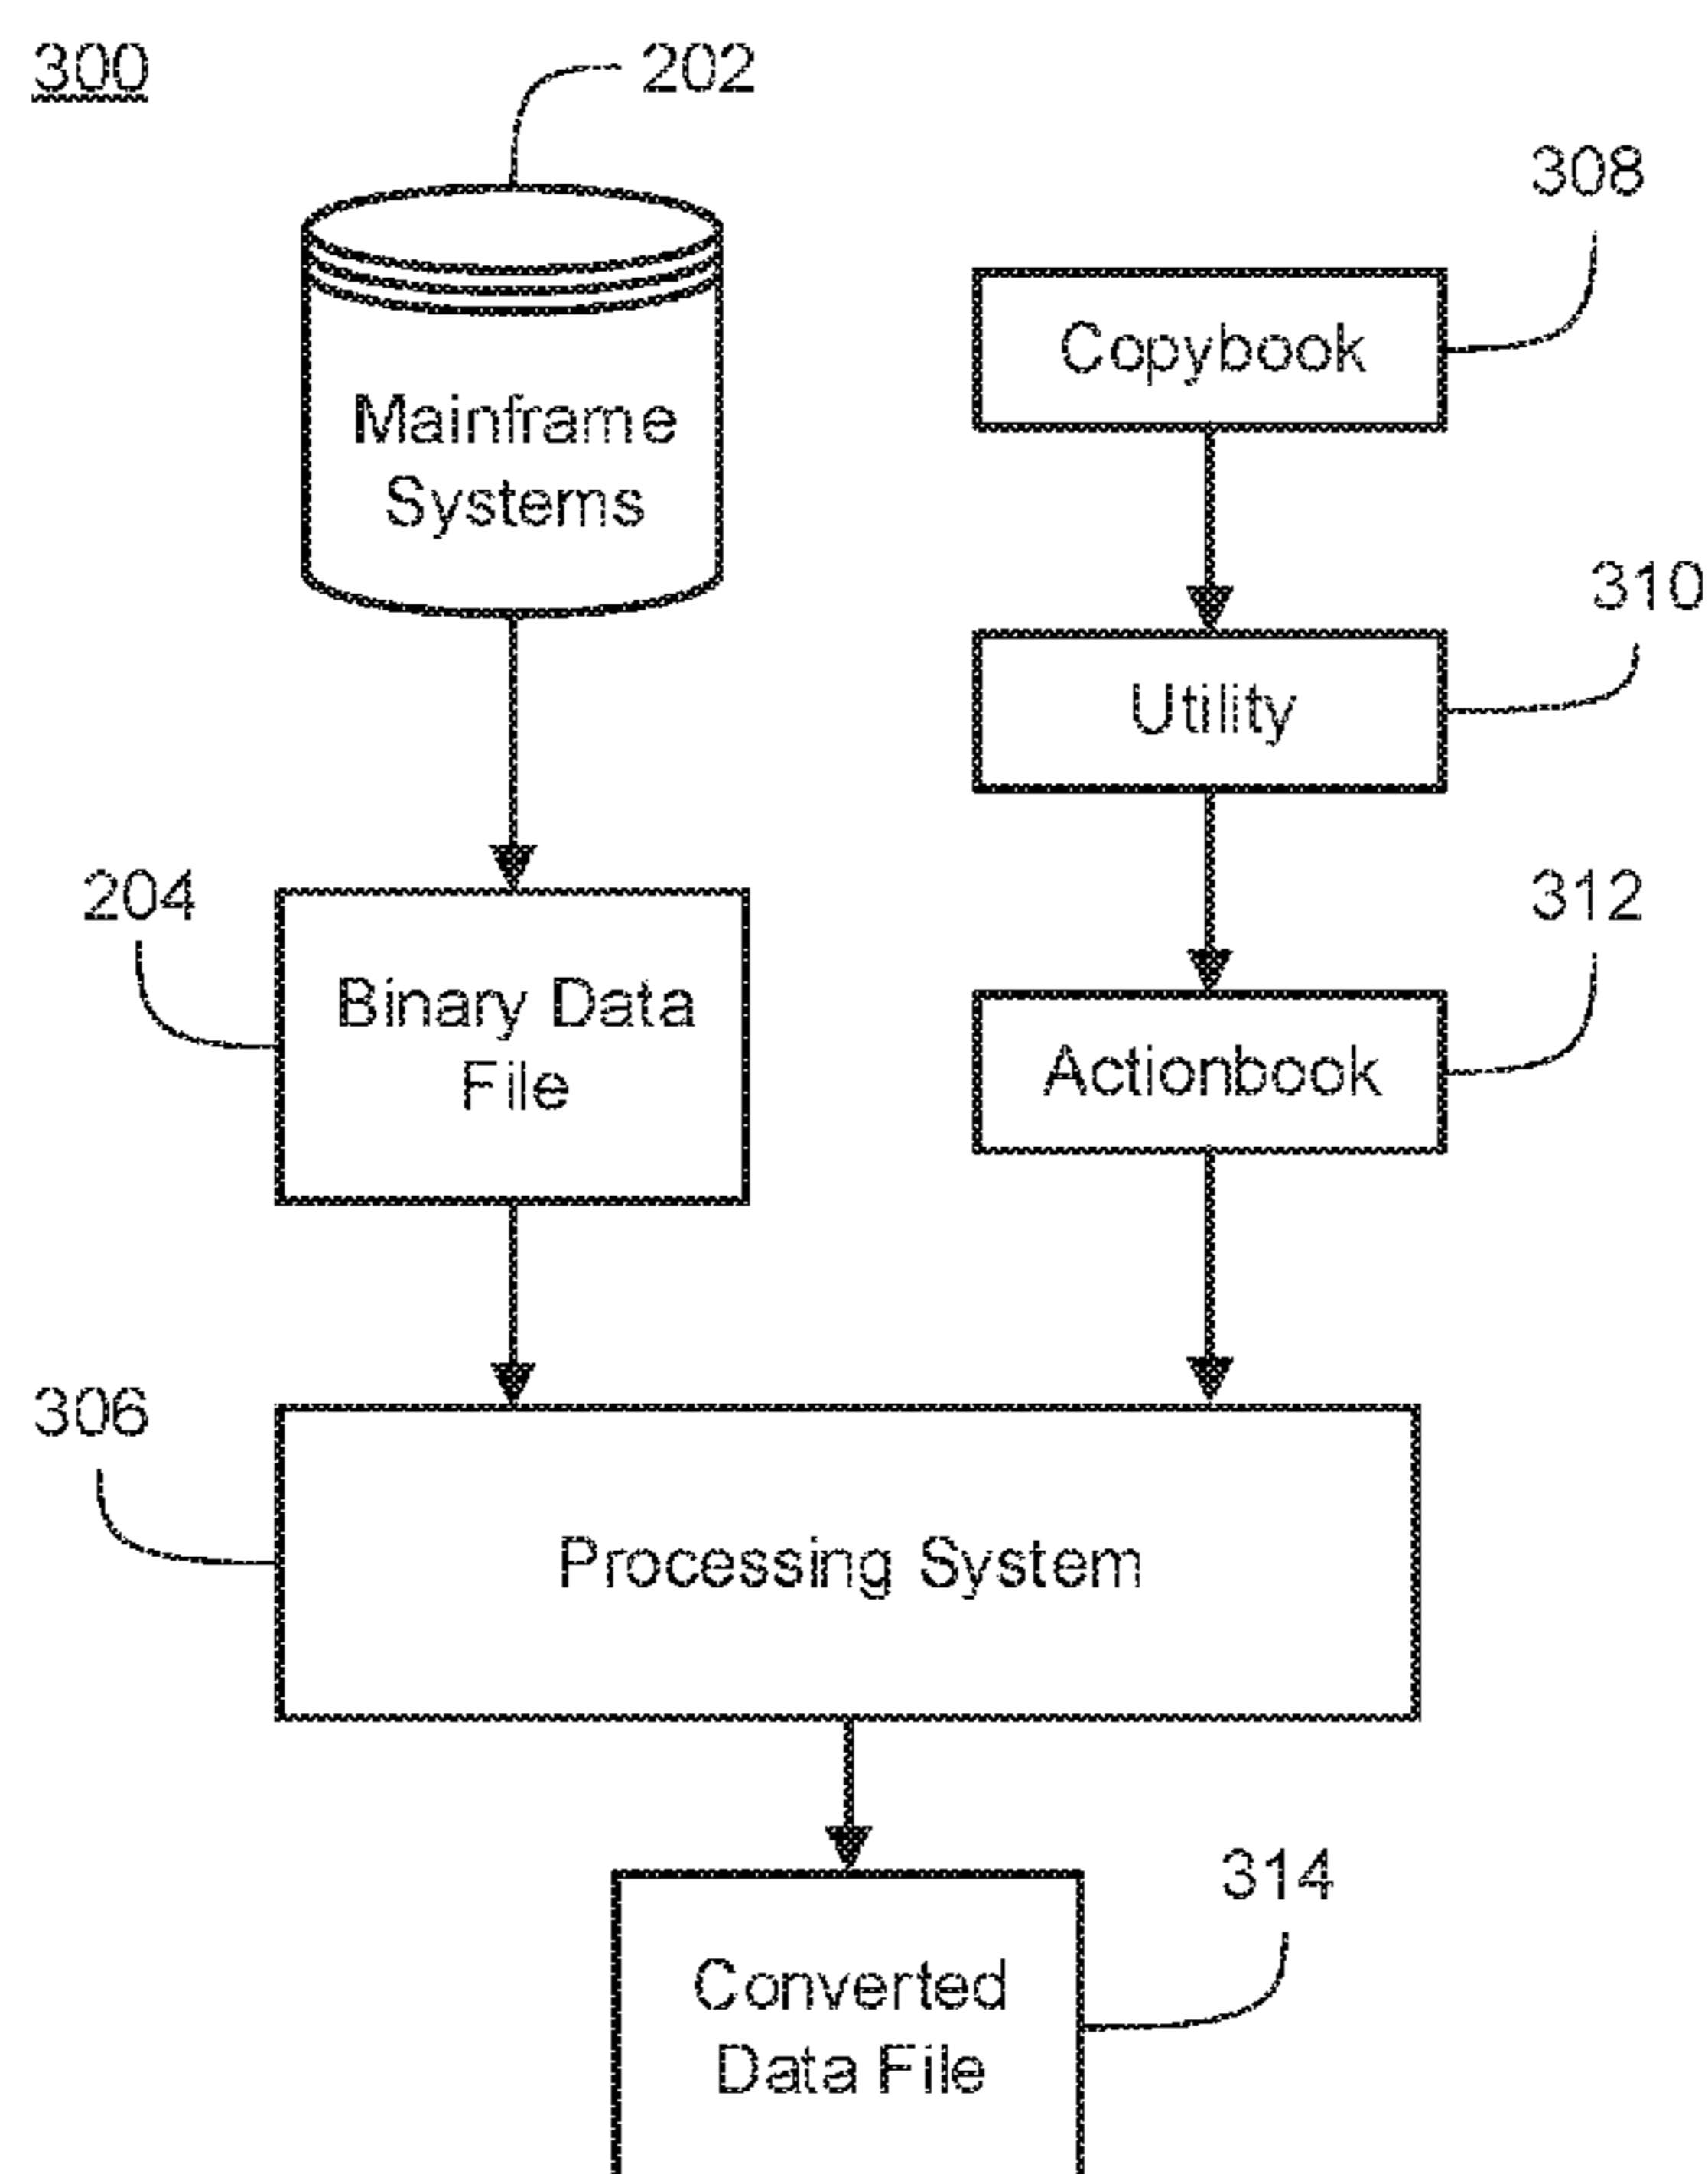 300
202
308
Mainframe
Systems
Copybook
310
Utility
204
312
Binary Data
File
Actionbook
306
Processing System
314
Converted
Data File